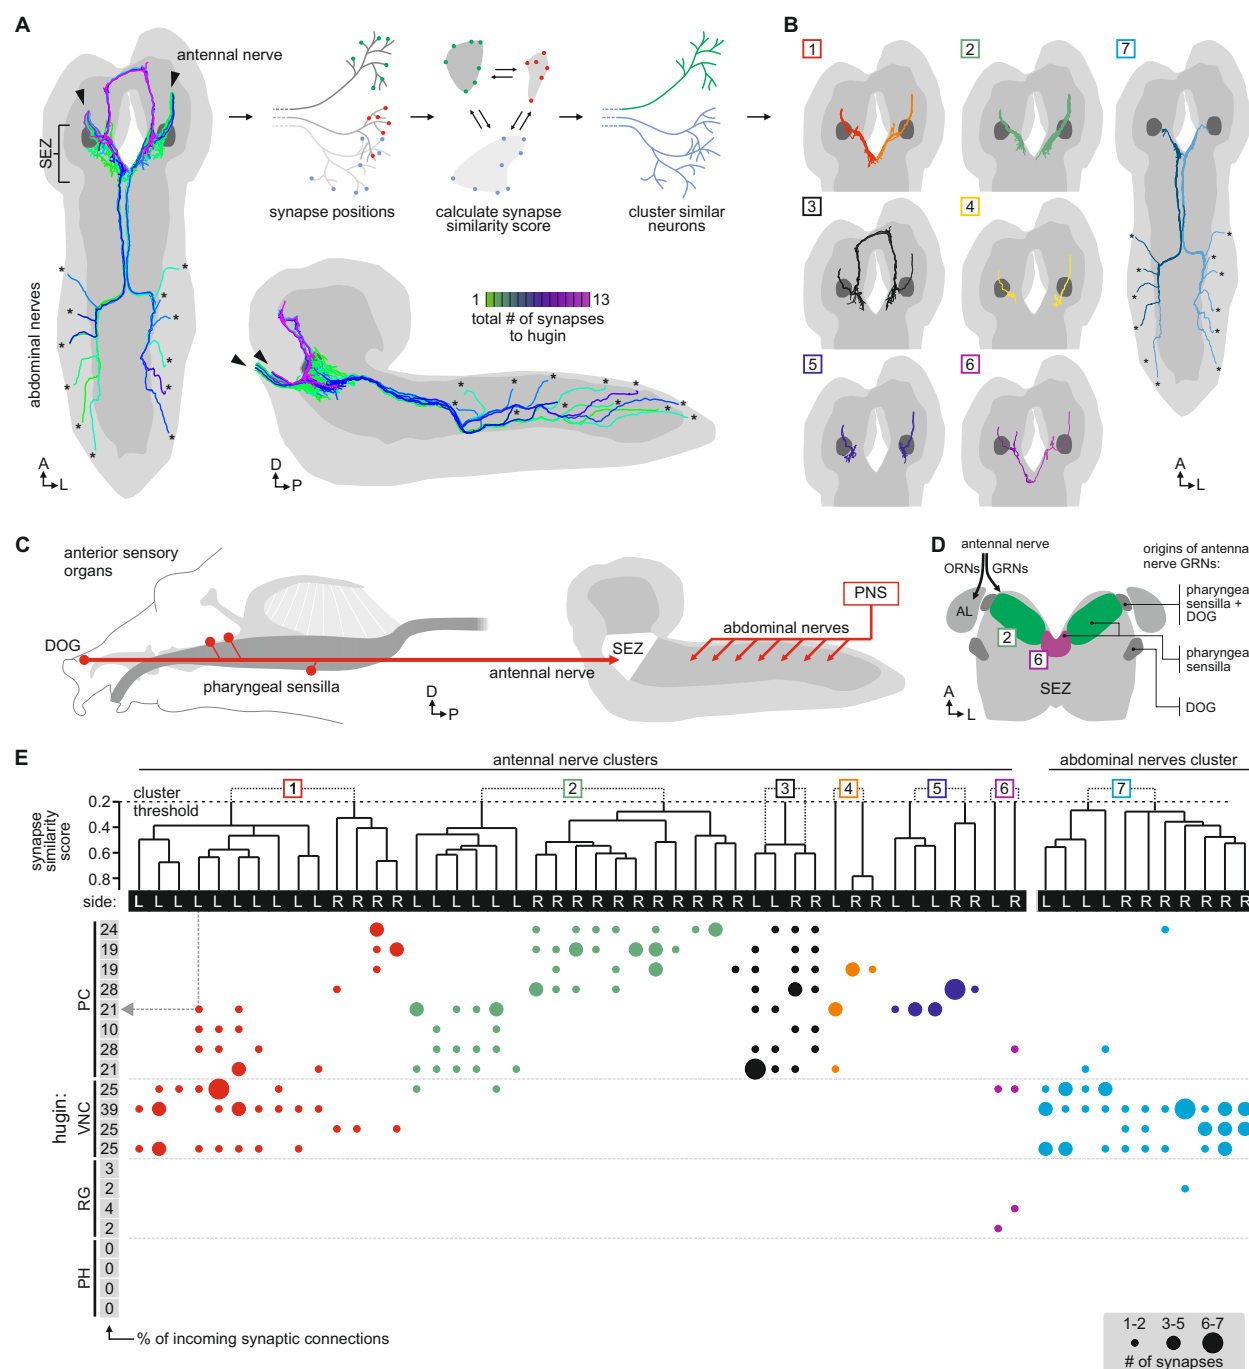 A
antennal nerve
SEZ
abdominal nerves
synapse positions
calculate synapse
similarity score
cluster similar
neurons
1
13
total # of synapses
to hugin
* * * * * * * * * * * * *
A
L
D
P
* * * * * * * * * * * * *
B
1
2
7
3
4
5
6
* * * * * * * * * * * * *
A
L
C
anterior sensory
organs
DOG
pharyngeal sensilla
antennal nerve
D
P
PNS
abdominal nerves
SEZ
D
antennal nerve
ORNs
GRNs
AL
2
6
SEZ
A
L
origins of antenna
nerve GRNs:
pharyngea
sensilla +
DOG
pharyngea
sensilla
DOG
E
antennal nerve clusters
abdominal nerves cluster
cluster
threshold
1
2
3
4
5
6
7
synapse
similarity
score
0.2
0.4
0.6
0.8
side:
L L L L L L L L L L R R R R L L L L L L R R R R R R R R R R R L L R R L R R L L L R R L R
L L L L R R R R R R R
hugin:
PC
24
19
19
28
21
10
28
21
VNC
25
39
25
25
RG
3
2
4
2
PH
0
0
0
0
% of incoming synaptic connections
1-2 3-5 6-7
# of synapses